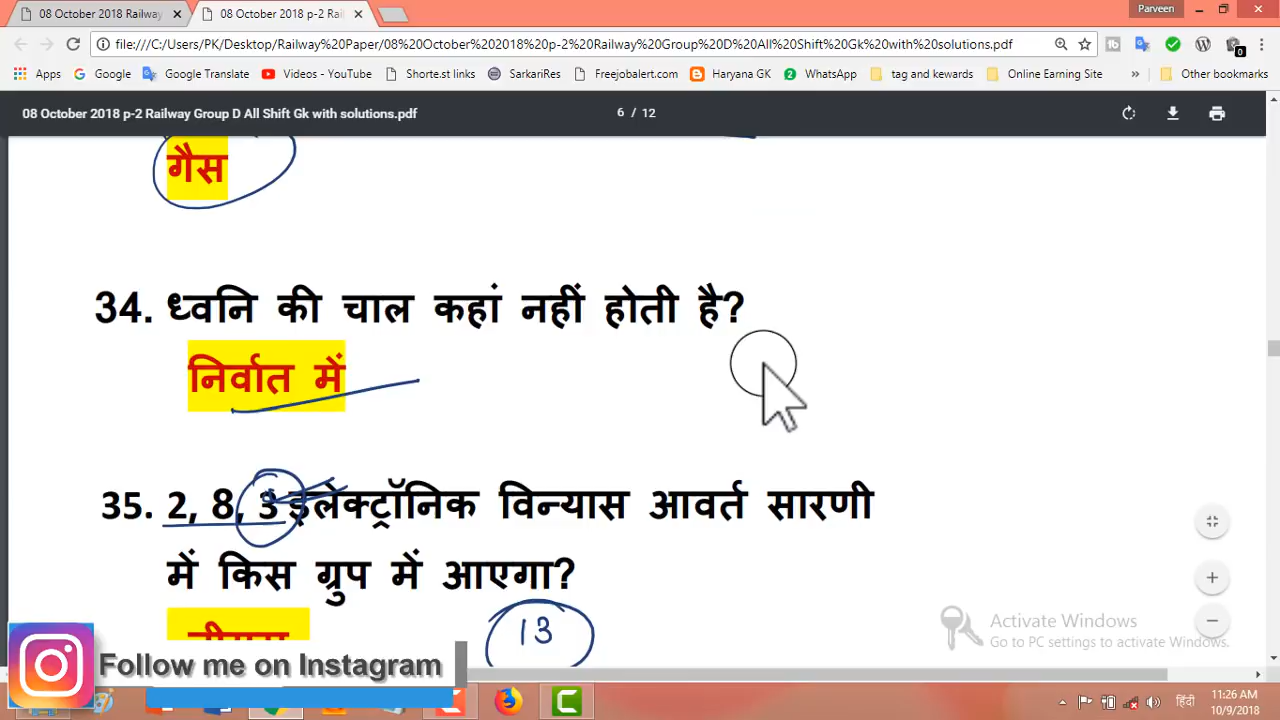 08 October 2018 Railway
08 October 2018 p-2 Rail
Parveen
file:///C:/Users/PK/Desktop/Railway%20Paper/08%20October%202018%20p-2%20Railway%20Group%20D%20All%20Shift%20Gk%20with%20solutions.pdf
Apps Google Google Translate Videos - YouTube Shorte.st links SarkariRes Freejobalert.com Haryana GK 2 WhatsApp tag and kewards Online Earning Site » Other bookmarks
08 October 2018 p-2 Railway Group D All Shift Gk with solutions.pdf 6 / 12
गैस
34. ध्वनि की चाल कहां नहीं होती है?
निर्वात में
35. 2, 8, 3 इलेक्ट्रॉनिक विन्यास आवर्त सारणी
में किस ग्रुप में आएगा?
13
Activate Windows
Go to PC settings to activate Windows.
Follow me on Instagram
हिंदी
11:26 AM
10/9/2018